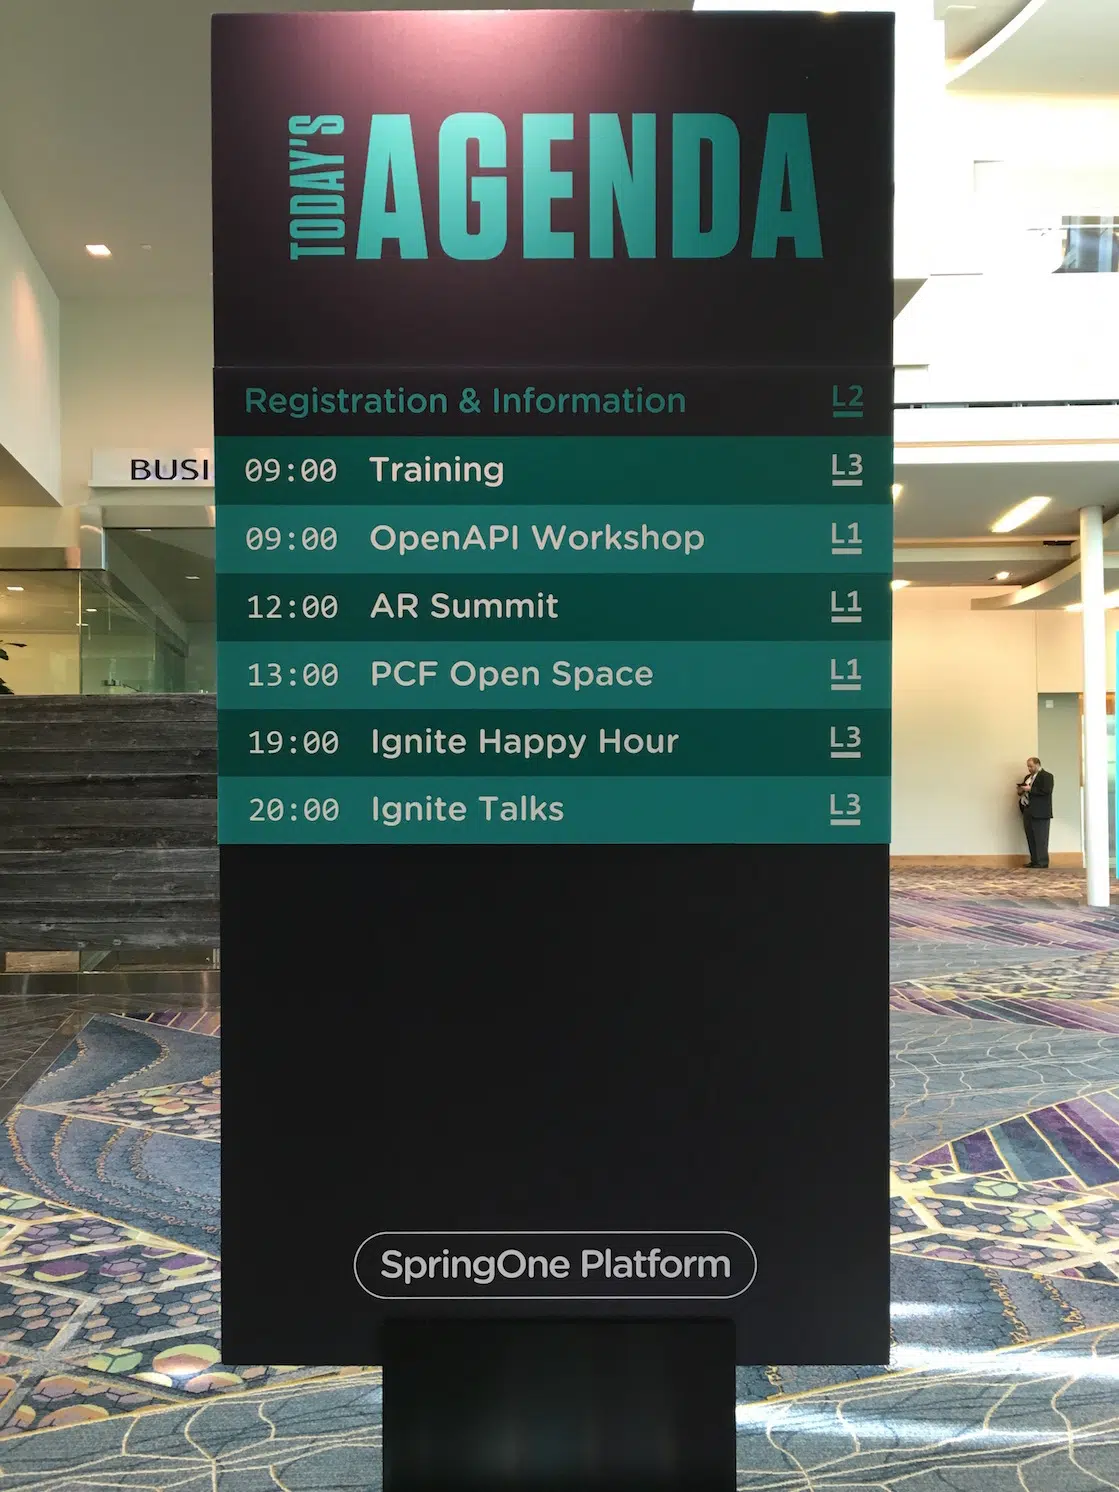 TODAY'S AGENDA
Registration & Information L2
09:00 Training L3
09:00 OpenAPI Workshop L1
12:00 AR Summit L1
13:00 PCF Open Space L1
19:00 Ignite Happy Hour L3
20:00 Ignite Talks L3
SpringOne Platform
BUSI